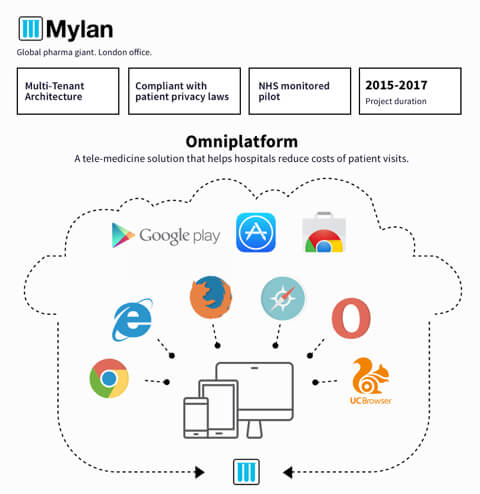 Mylan
Global pharma giant. London office.
Multi-Tenant
Architecture
Compliant with
patient privacy laws
NHS monitored
pilot
2015-2017
Project duration
Omniplatform
A tele-medicine solution that helps hospitals reduce costs of patient visits.
Google play
UC Browser